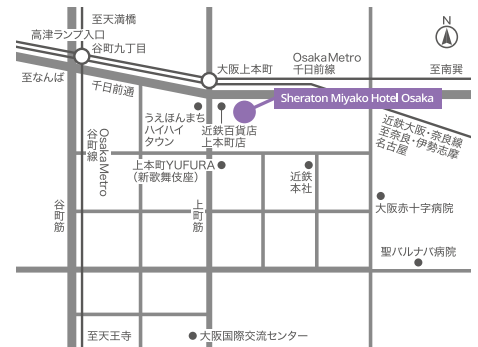 至天満橋
高津ランプ入口
谷町九丁目
N
Osaka Metro
千日前線
大阪上本町
至南巽
至なんば
千日前通
Sheraton Miyako Hotel Osaka
うえほんまち
ハイハイ
タウン
近鉄百貨店
上本町店
近鉄大阪・奈良線
至奈良・伊勢志摩
名古屋
Osaka Metro
谷町線
上本町YUFURA
（新歌舞伎座）
近鉄
本社
谷町筋
上町筋
大阪赤十字病院
聖バルナバ病院
至天王寺
大阪国際交流センター